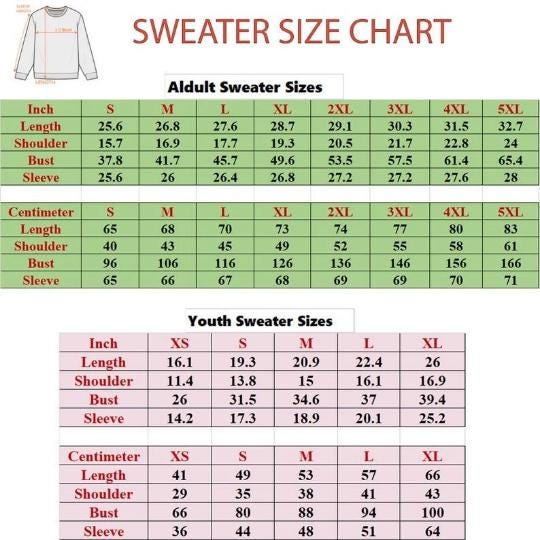 SWEATER SIZE CHART
LENGTH
Aldult Sweater Sizes
Inch S M L XL 2XL 3XL 4XL 5XL
Length 25.6 26.8 27.6 28.7 29.1 30.3 31.5 32.7
Shoulder 15.7 16.9 17.7 19.3 20.5 21.7 22.8 24
Bust 37.8 41.7 45.7 49.6 53.5 57.5 61.4 65.4
Sleeve 25.6 26 26.4 26.8 27.2 27.2 27.6 28
Centimeter S M L XL 2XL 3XL 4XL 5XL
Length 65 68 70 73 74 77 80 83
Shoulder 40 43 45 49 52 55 58 61
Bust 96 106 116 126 136 146 156 166
Sleeve 65 66 67 68 69 69 70 71
Youth Sweater Sizes
Inch XS S M L XL
Length 16.1 19.3 20.9 22.4 26
Shoulder 11.4 13.8 15 16.1 16.9
Bust 26 31.5 34.6 37 39.4
Sleeve 14.2 17.3 18.9 20.1 25.2
Centimeter XS S M L XL
Length 41 49 53 57 66
Shoulder 29 35 38 41 43
Bust 66 80 88 94 100
Sleeve 36 44 48 51 64